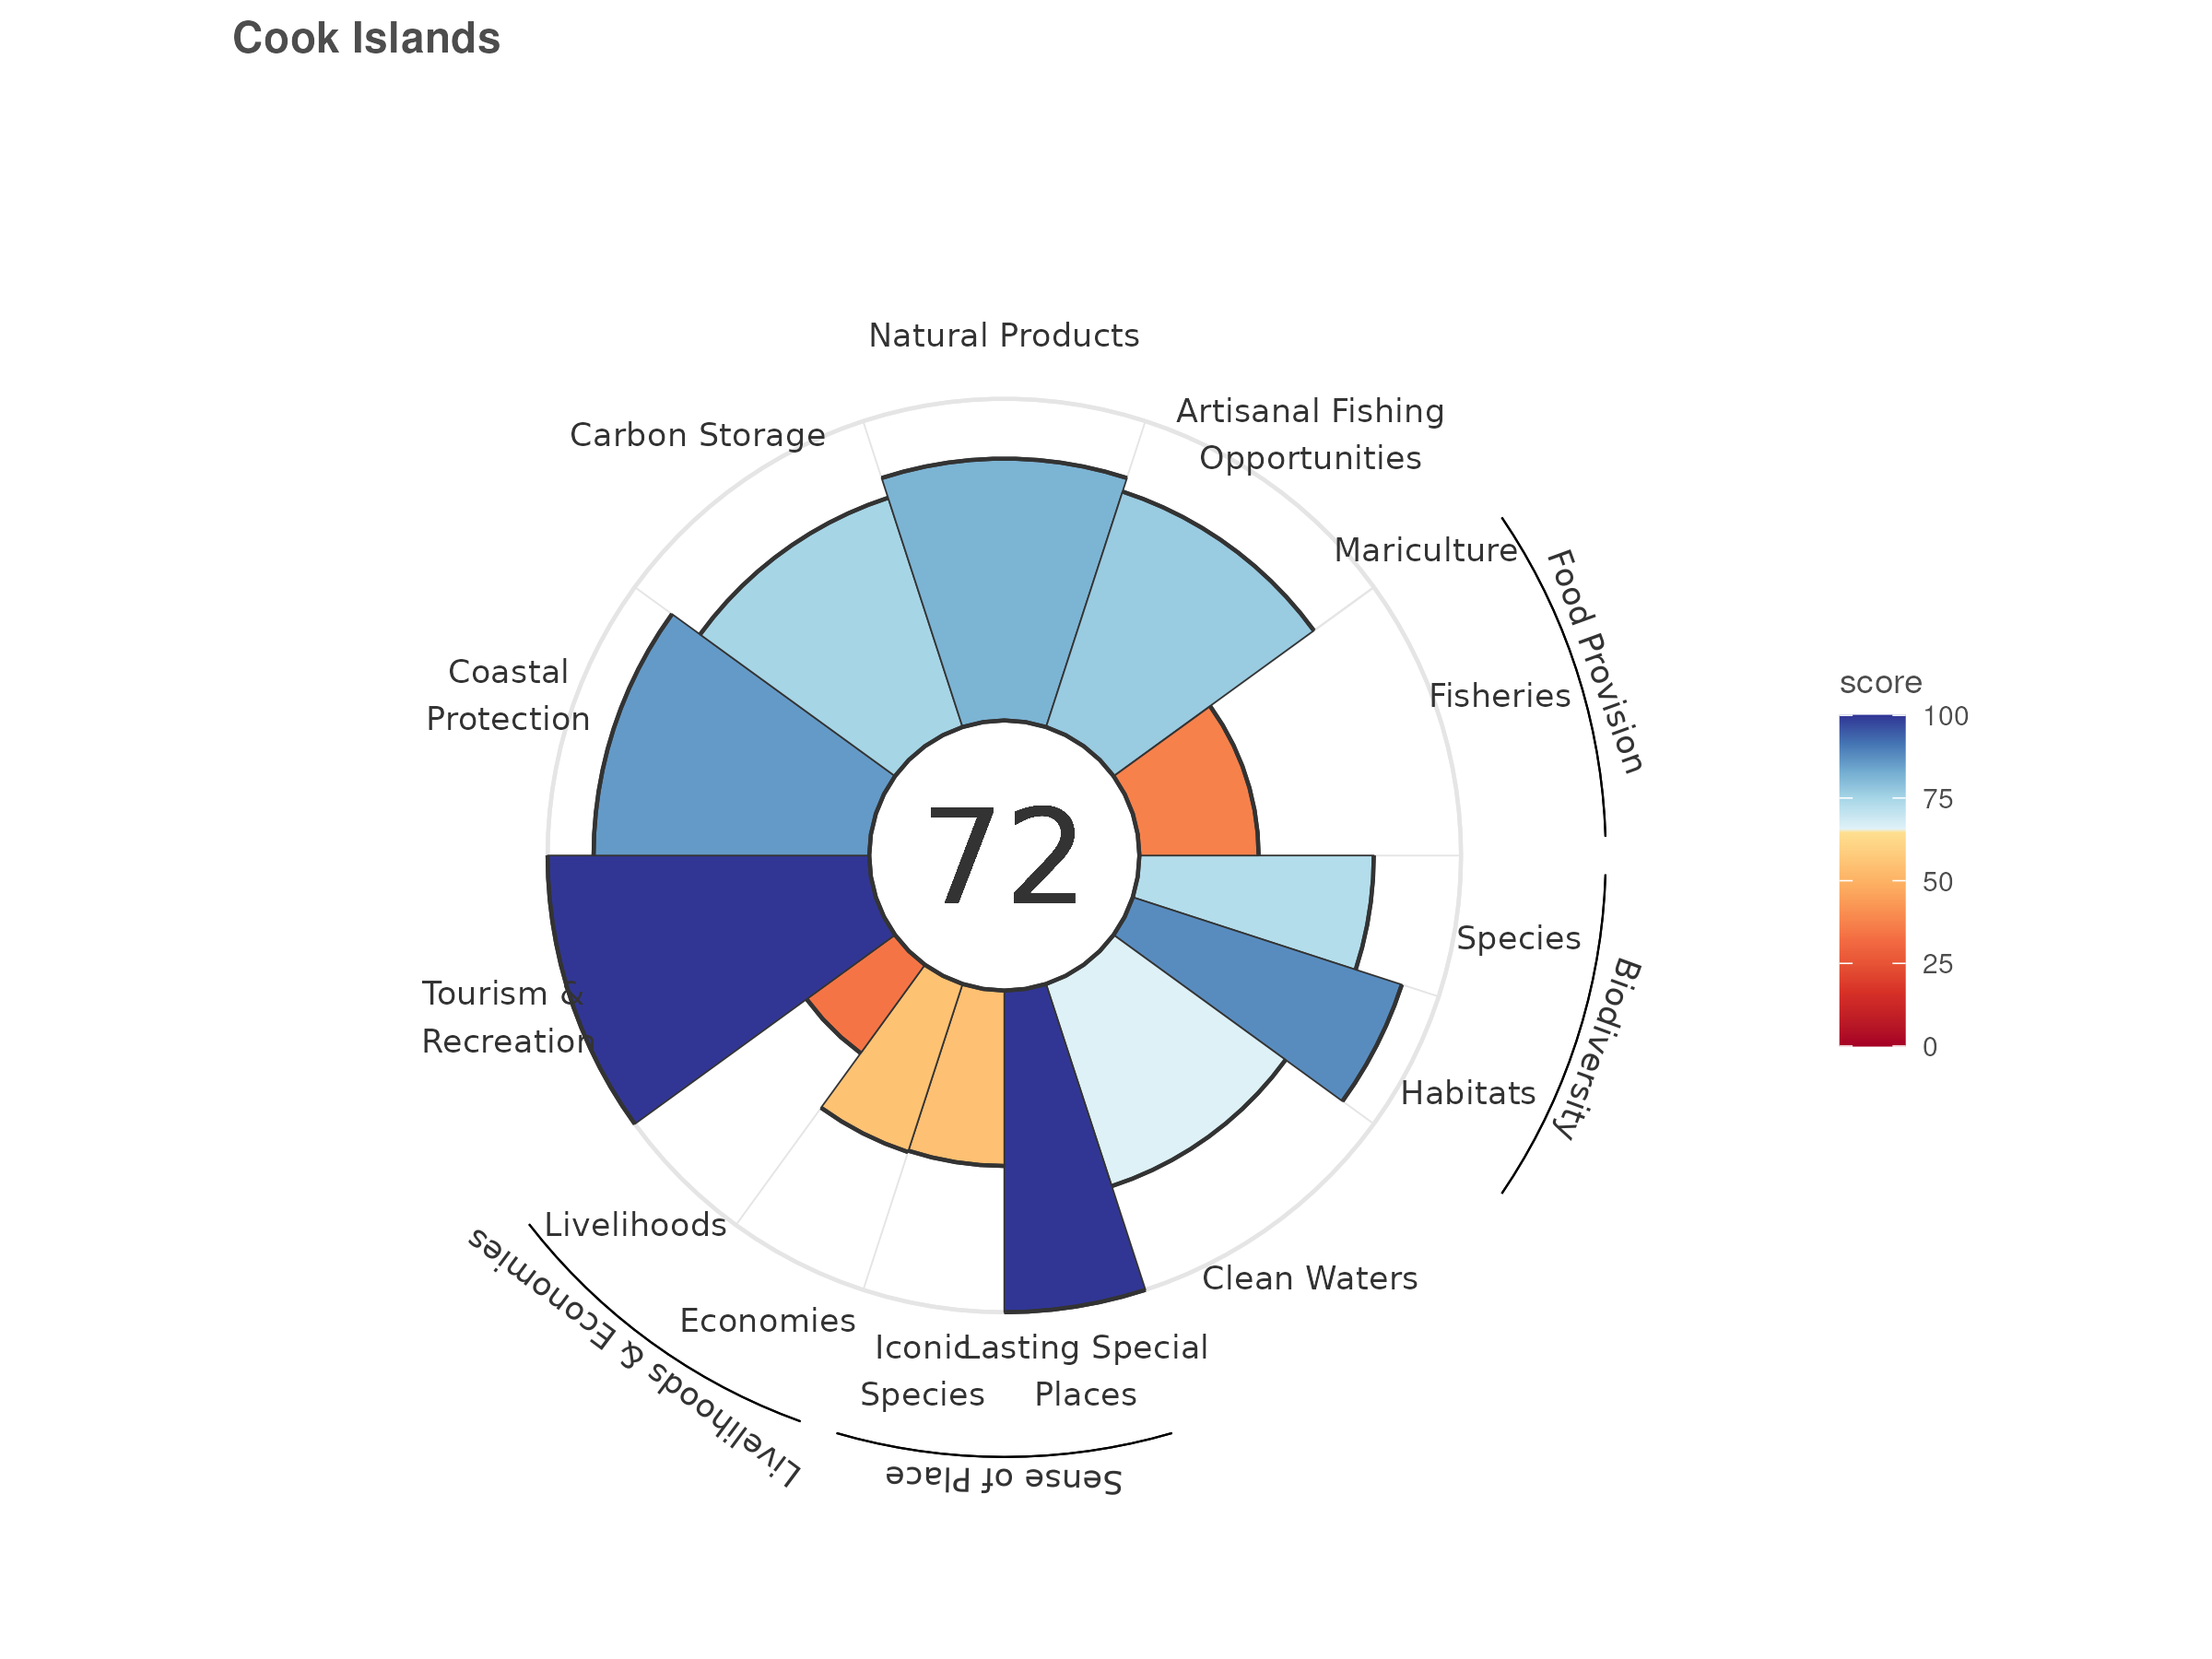 Cook Islands
Natural Products
Artisanal Fishing
Opportunities
Carbon Storage
Mariculture
Food Provision
Fisheries
Coastal
Protection
72
score
100
75
50
25
0
Species
Biodiversity
Habitats
Tourism &
Recreation
Livelihoods
Clean Waters
Economies
Iconic
Species
Lasting Special
Places
Livelihoods & Economies
Sense of Place